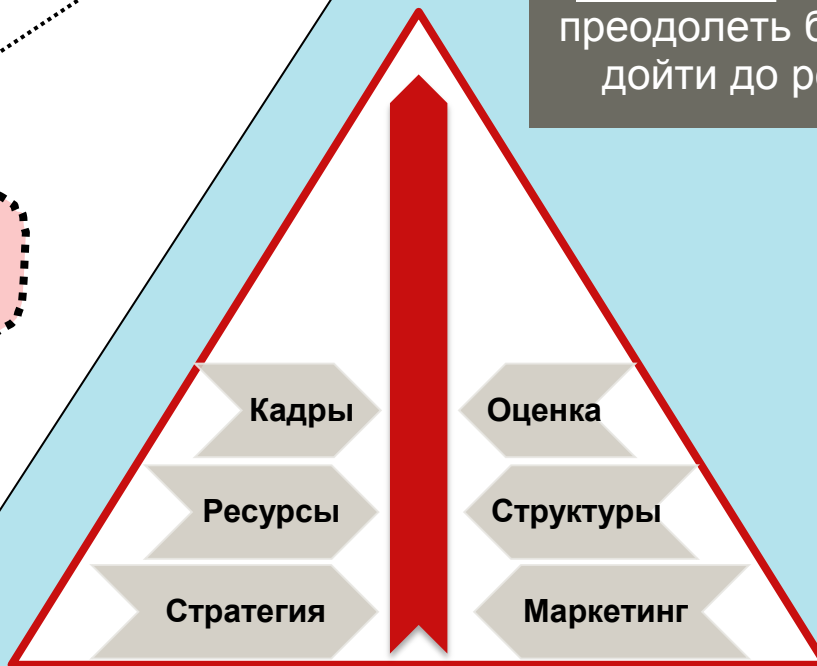 преодолеть
дойти до
Кадры
Оценка
Ресурсы
Структуры
Стратегия
Маркетинг